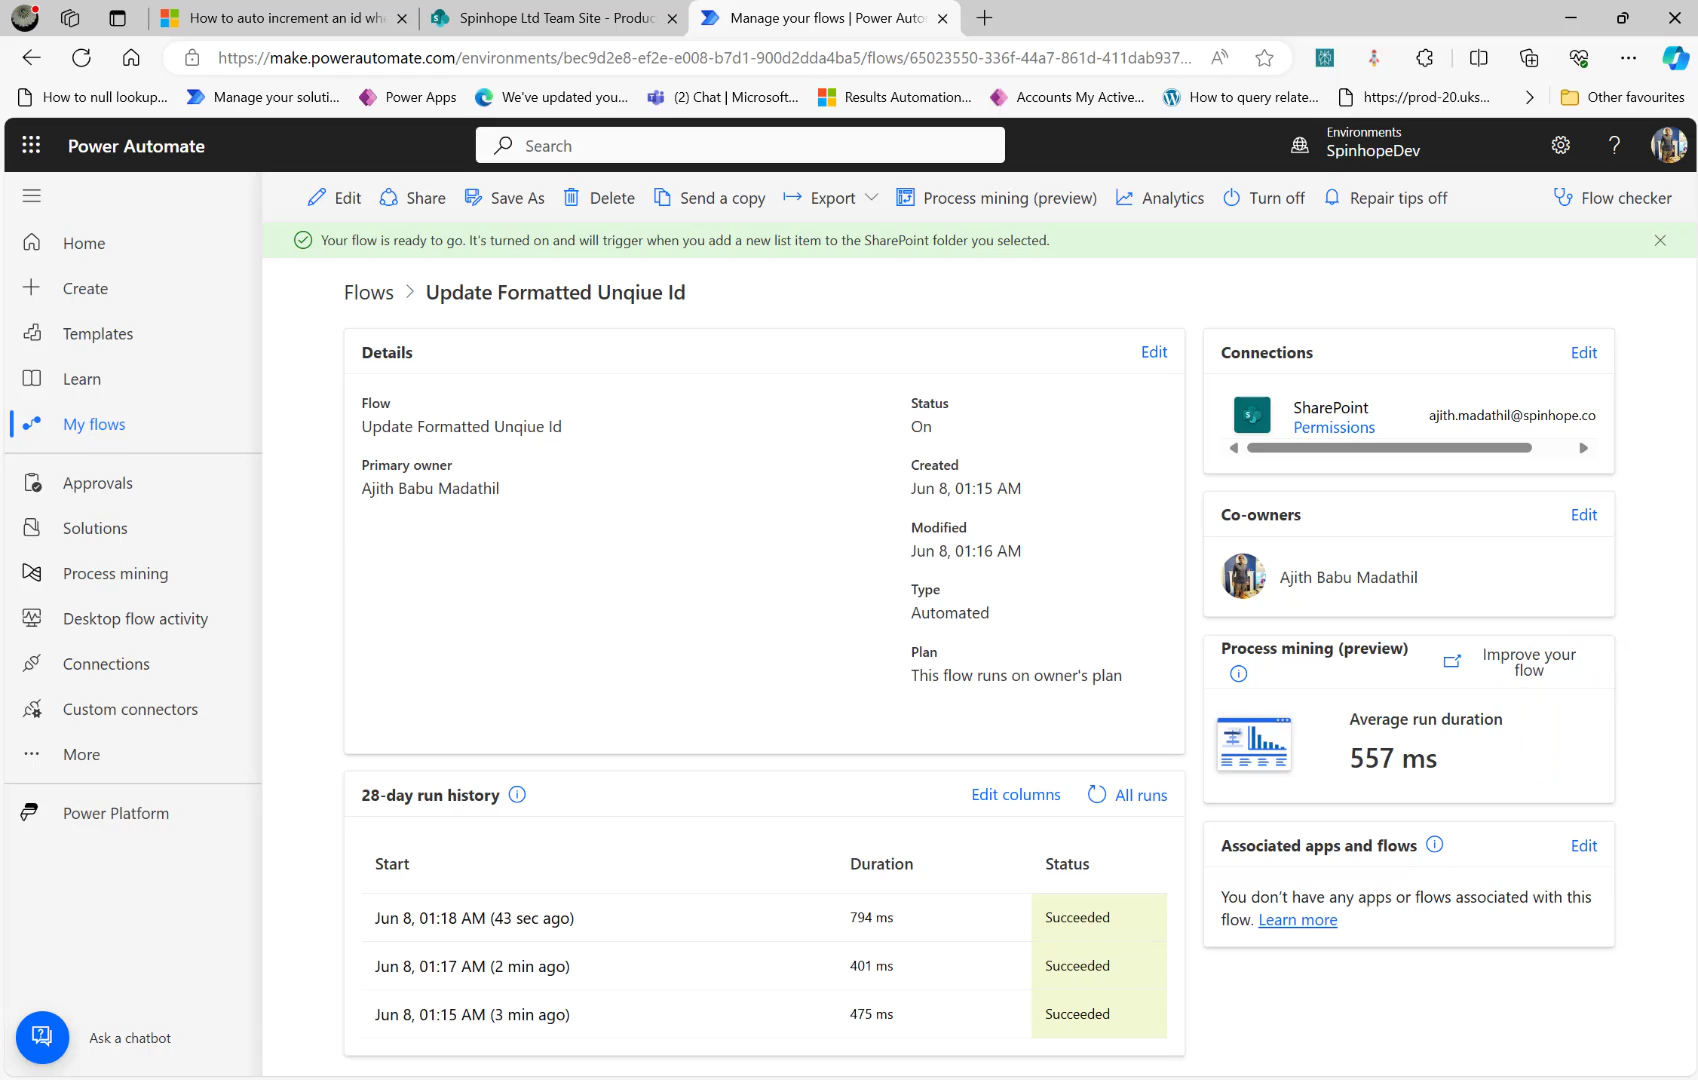 How to auto increment an id whe
Spinhope Ltd Team Site - Produc
Manage your flows | Power Auto
https://make.powerautomate.com/environments/bec9d2e8-ef2e-e008-b7d1-900d2dda4ba5/flows/65023550-336f-44a7-861d-411dab937...
How to null lookup...
Manage your soluti...
Power Apps
We've updated you...
(2) Chat | Microsoft...
Results Automation...
Accounts My Active...
How to query relate...
https://prod-20.uks...
Other favourites
Power Automate
Search
Environments
SpinhopeDev
Edit
Share
Save As
Delete
Send a copy
Export
Process mining (preview)
Analytics
Turn off
Repair tips off
Flow checker
Your flow is ready to go. It's turned on and will trigger when you add a new list item to the SharePoint folder you selected.
Home
Create
Templates
Learn
My flows
Approvals
Solutions
Process mining
Desktop flow activity
Connections
Custom connectors
More
Power Platform
Ask a chatbot
Flows > Update Formatted Unqiue Id
Details
Edit
Flow
Update Formatted Unqiue Id
Primary owner
Ajith Babu Madathil
Status
On
Created
Jun 8, 01:15 AM
Modified
Jun 8, 01:16 AM
Type
Automated
Plan
This flow runs on owner's plan
28-day run history
Edit columns
All runs
Start Duration Status
Jun 8, 01:18 AM (43 sec ago) 794 ms Succeeded
Jun 8, 01:17 AM (2 min ago) 401 ms Succeeded
Jun 8, 01:15 AM (3 min ago) 475 ms Succeeded
Connections
Edit
SharePoint
Permissions
ajith.madathil@spinhope.co
Co-owners
Edit
Ajith Babu Madathil
Process mining (preview)
Improve your
flow
Average run duration
557 ms
Associated apps and flows
Edit
You don't have any apps or flows associated with this
flow. Learn more